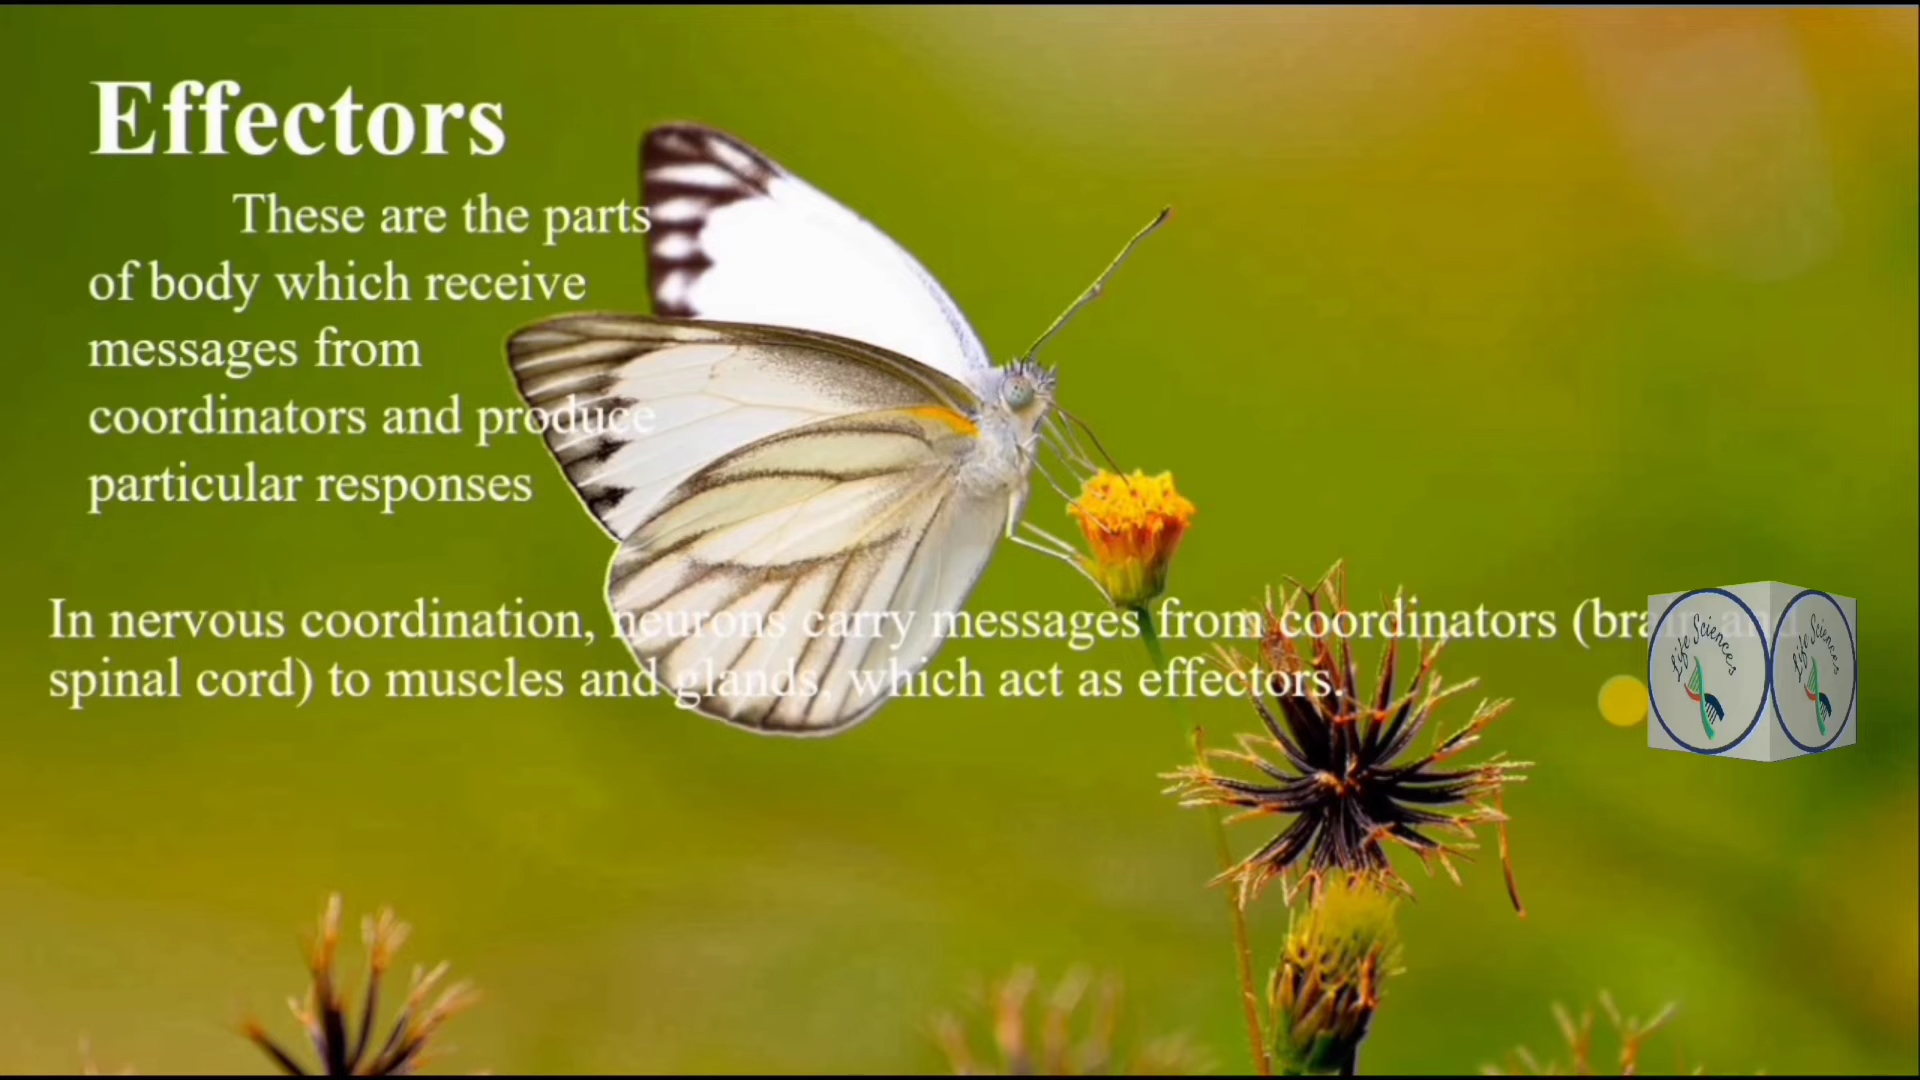 Effectors
These are the parts
of body which receive
messages from
coordinators and produce
particular responses
In nervous coordination, neurons carry messages from coordinators (brain and
spinal cord) to muscles and glands, which act as effectors.
Life Sciences
Life Sciences